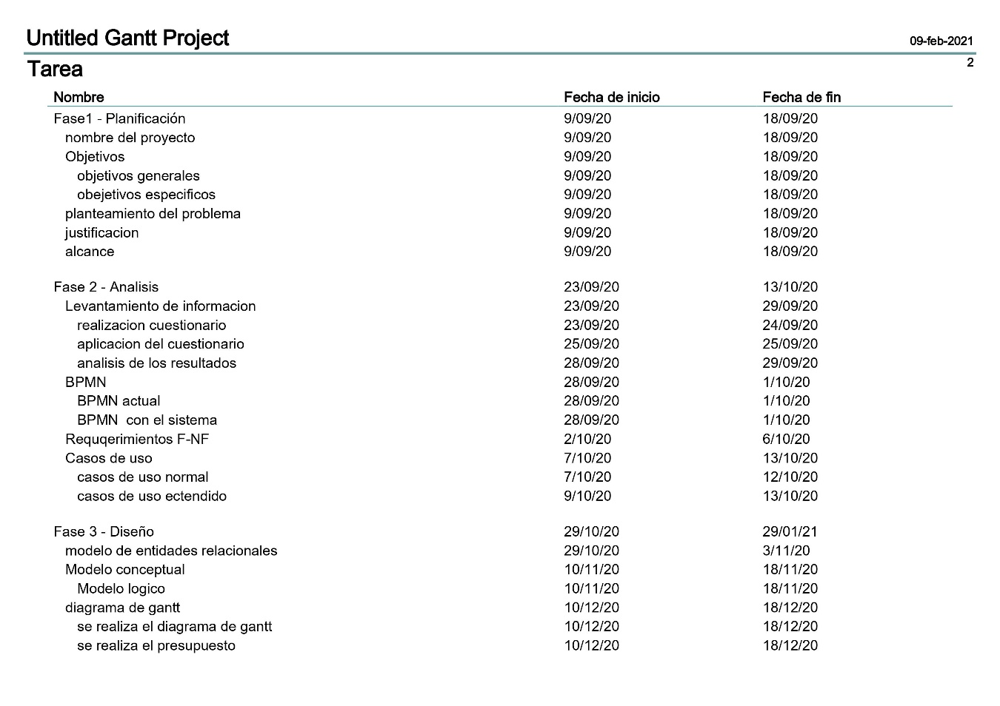 Untitled Gantt Project 09-feb-2021
Tarea 2
Nombre Fecha de inicio Fecha de fin
Fase1 - Planificación 9/09/20 18/09/20
nombre del proyecto 9/09/20 18/09/20
Objetivos 9/09/20 18/09/20
objetivos generales 9/09/20 18/09/20
obejetivos especificos 9/09/20 18/09/20
planteamiento del problema 9/09/20 18/09/20
justificacion 9/09/20 18/09/20
alcance 9/09/20 18/09/20
Fase 2 - Analisis 23/09/20 13/10/20
Levantamiento de informacion 23/09/20 29/09/20
realizacion cuestionario 23/09/20 24/09/20
aplicacion del cuestionario 25/09/20 25/09/20
analisis de los resultados 28/09/20 29/09/20
BPMN 28/09/20 1/10/20
BPMN actual 28/09/20 1/10/20
BPMN  con el sistema 28/09/20 1/10/20
Requqerimientos F-NF 2/10/20 6/10/20
Casos de uso 7/10/20 13/10/20
casos de uso normal 7/10/20 12/10/20
casos de uso ectendido 9/10/20 13/10/20
Fase 3 - Diseño 29/10/20 29/01/21
modelo de entidades relacionales 29/10/20 3/11/20
Modelo conceptual 10/11/20 18/11/20
Modelo logico 10/11/20 18/11/20
diagrama de gantt 10/12/20 18/12/20
se realiza el diagrama de gantt 10/12/20 18/12/20
se realiza el presupuesto 10/12/20 18/12/20